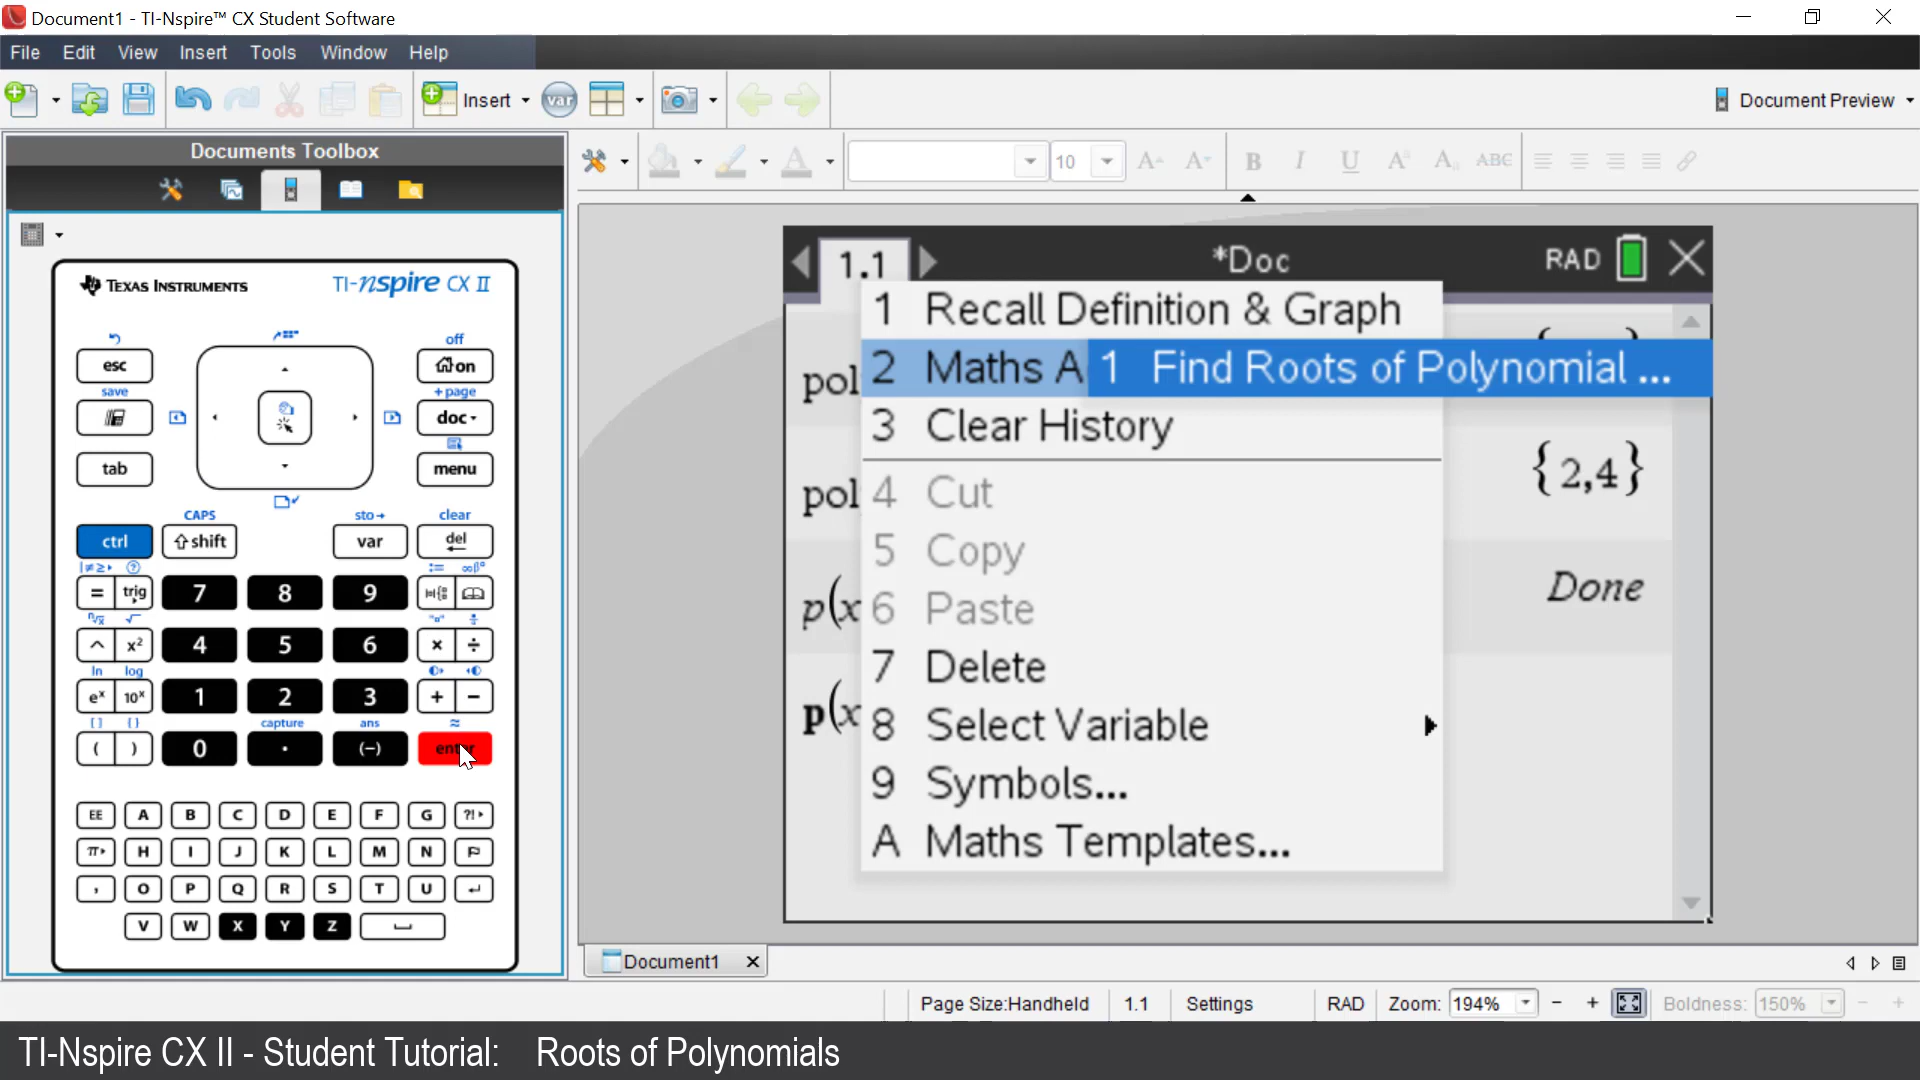 Document1 - TI-Nspire™ CX Student Software
File Edit View Insert Tools Window Help
Insert var Document Preview
Documents Toolbox
10 B I U ABC
TEXAS INSTRUMENTS TI-nspire CX II
off
esc on
save +page
doc
tab menu
CAPS sto→ clear
ctrl shift var del
= trig 7 8 9
^ x² 4 5 6 × ÷
ln log
eˣ 10ˣ 1 2 3 + −
[ ] { } capture ans ≈
( ) 0 . (−) enter
EE A B C D E F G ?!▸
π▸ H I J K L M N
, O P Q R S T U
V W X Y Z
1.1 *Doc RAD
1 Recall Definition & Graph
pol 2 Maths A 1 Find Roots of Polynomial ...
3 Clear History
{2,4}
pol 4 Cut
5 Copy
Done
p(x 6 Paste
7 Delete
p(x 8 Select Variable
9 Symbols...
A Maths Templates...
Document1
Page Size:Handheld 1.1 Settings RAD Zoom: 194% − + Boldness: 150% − +
TI-Nspire CX II - Student Tutorial: Roots of Polynomials